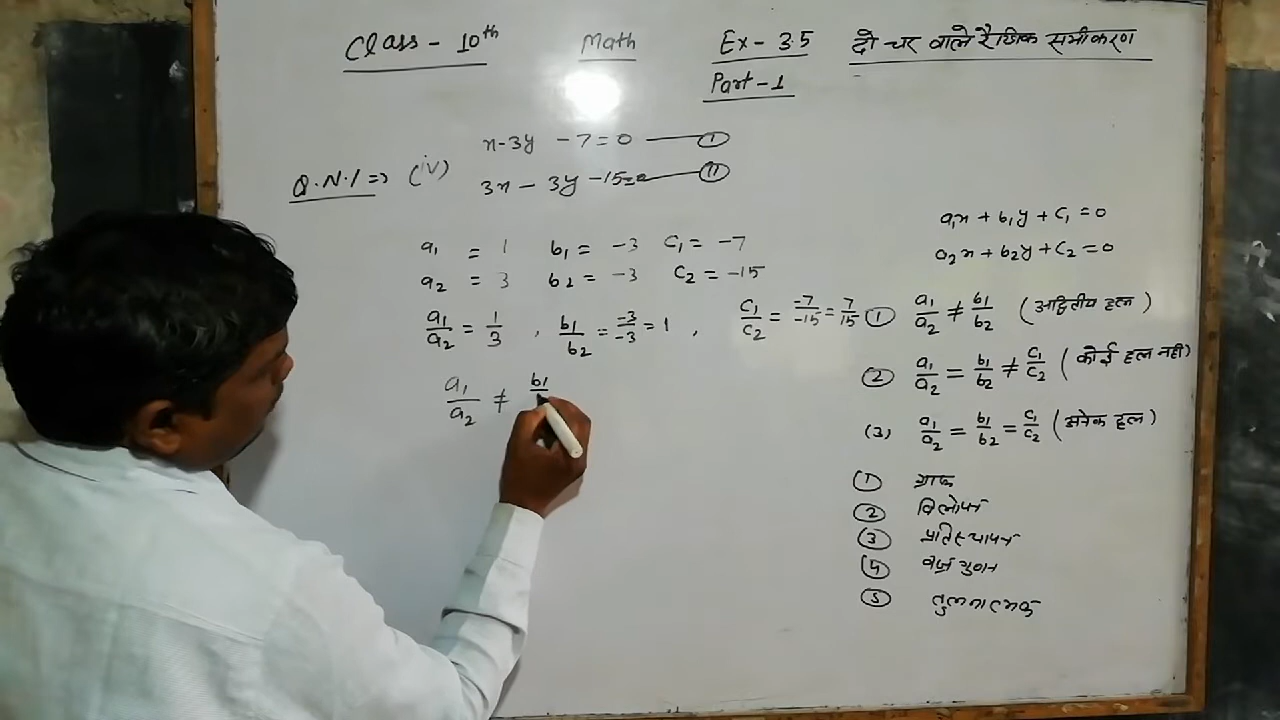 Class - 10th Math Ex - 3.5 दो चर वाले रैखिक समीकरण
Part - 1
Q.N.1 => (iv) x - 3y - 7 = 0 —— (I)
3x - 3y - 15 = 0 —— (II)
a₁ = 1 b₁ = -3 c₁ = -7
a₂ = 3 b₂ = -3 c₂ = -15
a₁/a₂ = 1/3 , b₁/b₂ = -3/-3 = 1 , c₁/c₂ = -7/-15 = 7/15
a₁/a₂ ≠ b₁
a₁x + b₁y + c₁ = 0
a₂x + b₂y + c₂ = 0
(1) a₁/a₂ ≠ b₁/b₂ (अद्वितीय हल)
(2) a₁/a₂ = b₁/b₂ ≠ c₁/c₂ (कोई हल नहीं)
(3) a₁/a₂ = b₁/b₂ = c₁/c₂ (अनेक हल)
(1) ग्राफ
(2) विलोपन
(3) प्रतिस्थापन
(4) वज्र गुणन
(5) तुलनात्मक